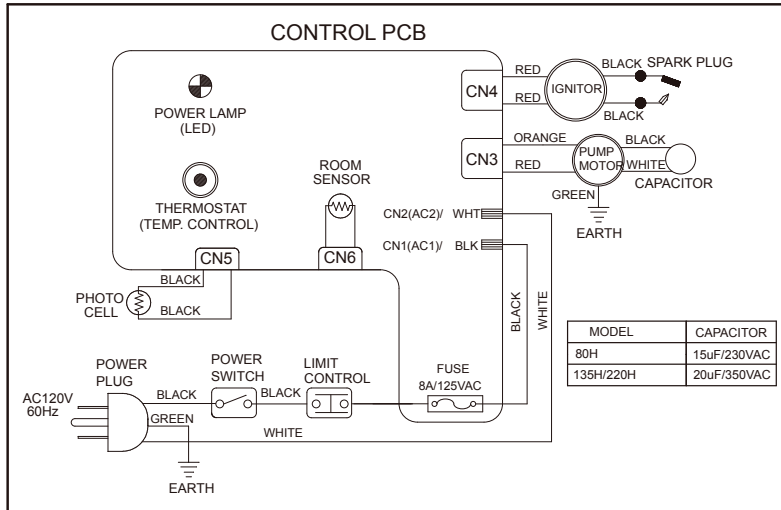 CONTROL PCB
POWER LAMP
(LED)
THERMOSTAT
(TEMP. CONTROL)
ROOM
SENSOR
CN4
RED
RED
IGNITOR
BLACK
SPARK PLUG
BLACK
CN3
ORANGE
RED
PUMP
MOTOR
BLACK
WHITE
CAPACITOR
GREEN
EARTH
CN2(AC2)/ WHT
CN1(AC1)/ BLK
CN5
CN6
BLACK
BLACK
PHOTO
CELL
BLACK
WHITE
MODEL CAPACITOR
80H 15uF/230VAC
135H/220H 20uF/350VAC
POWER
PLUG
AC120V
60Hz
BLACK
POWER
SWITCH
BLACK
LIMIT
CONTROL
FUSE
8A/125VAC
GREEN
WHITE
EARTH